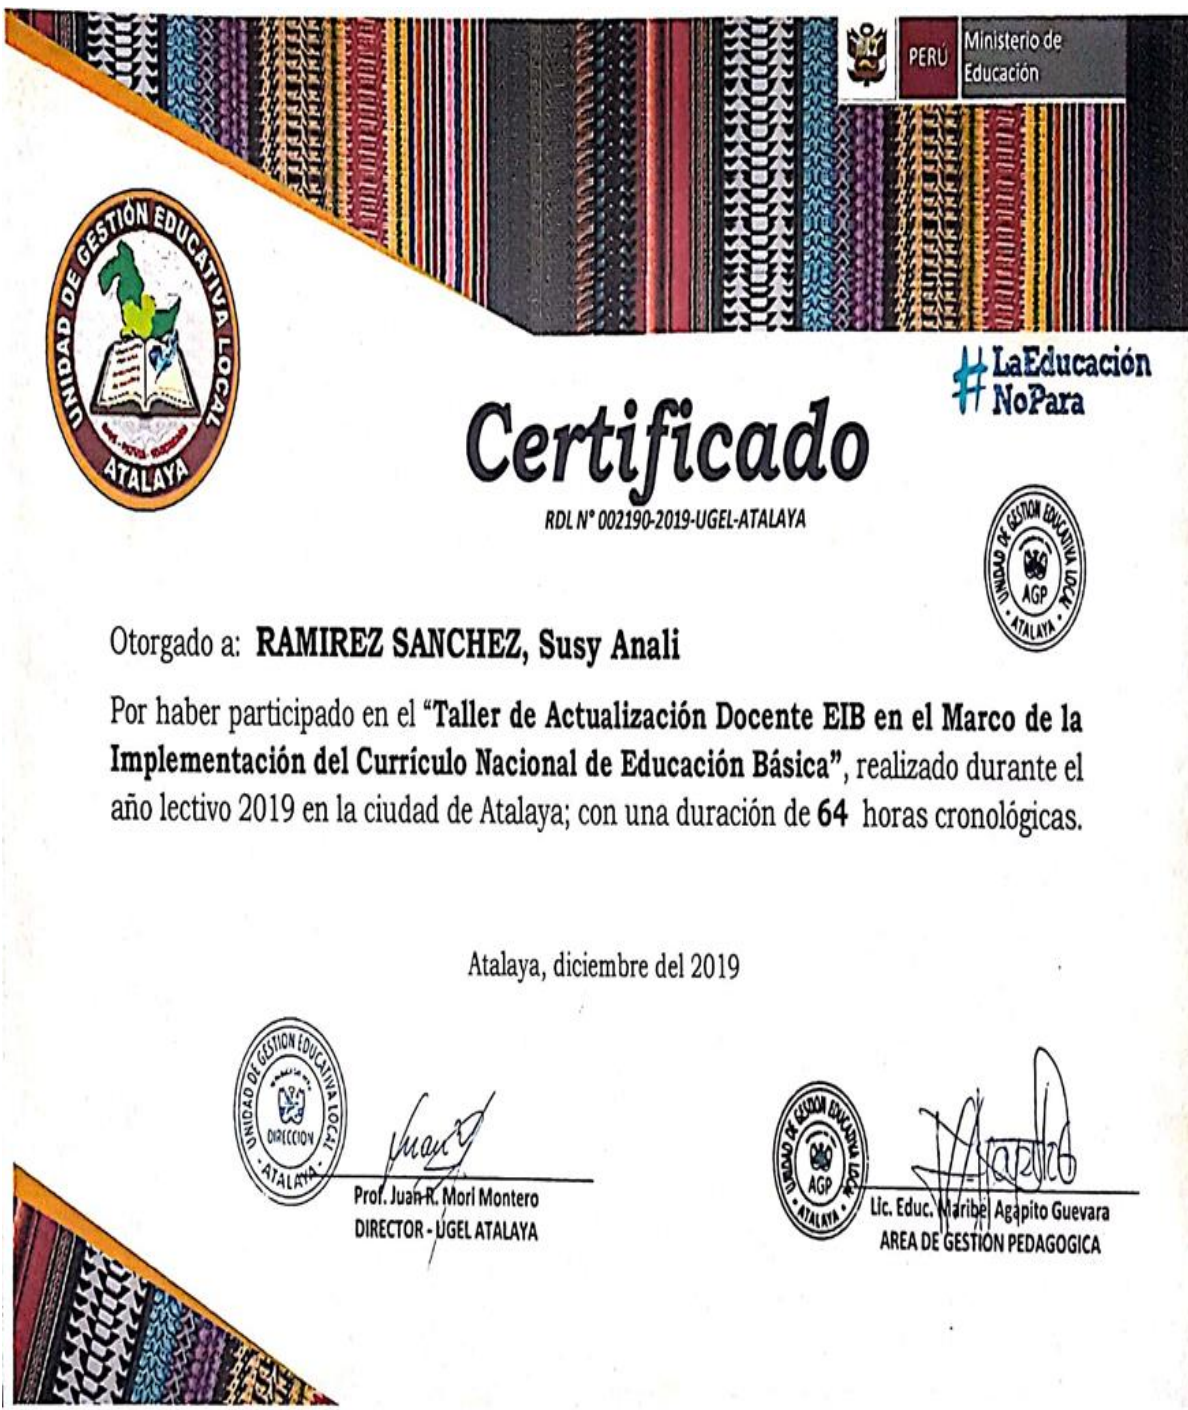 PERÚ
Ministerio de
Educación
UNIDAD DE GESTIÓN EDUCATIVA LOCAL
ATALAYA
#LaEducación
NoPara
Certificado
RDL N° 002190-2019-UGEL-ATALAYA
UNIDAD DE GESTION EDUCATIVA LOCAL
AGP
ATALAYA
Otorgado a: RAMIREZ SANCHEZ, Susy Anali
Por haber participado en el “Taller de Actualización Docente EIB en el Marco de la
Implementación del Currículo Nacional de Educación Básica”, realizado durante el
año lectivo 2019 en la ciudad de Atalaya; con una duración de 64 horas cronológicas.
Atalaya, diciembre del 2019
UNIDAD DE GESTION EDUCATIVA LOCAL
DIRECCION
ATALAYA
Prof. Juan R. Mori Montero
DIRECTOR - UGEL ATALAYA
UNIDAD DE GESTION EDUCATIVA LOCAL
AGP
ATALAYA
Lic. Educ. Maribel Agapito Guevara
AREA DE GESTIÓN PEDAGOGICA